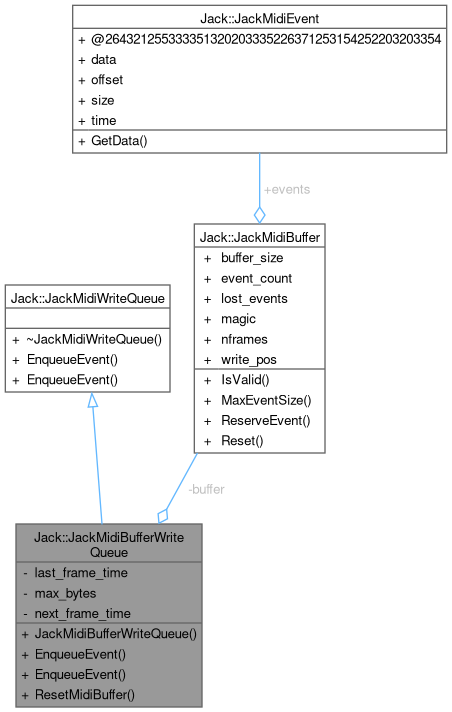 Jack::JackMidiEvent
+ @264321255333351320203335226371253154252203203354
+ data
+ offset
+ size
+ time
+ GetData()
+events
Jack::JackMidiBuffer
+ buffer_size
+ event_count
+ lost_events
+ magic
+ nframes
+ write_pos
+ IsValid()
+ MaxEventSize()
+ ReserveEvent()
+ Reset()
Jack::JackMidiWriteQueue
+ ~JackMidiWriteQueue()
+ EnqueueEvent()
+ EnqueueEvent()
-buffer
Jack::JackMidiBufferWrite
Queue
- last_frame_time
- max_bytes
- next_frame_time
+ JackMidiBufferWriteQueue()
+ EnqueueEvent()
+ EnqueueEvent()
+ ResetMidiBuffer()